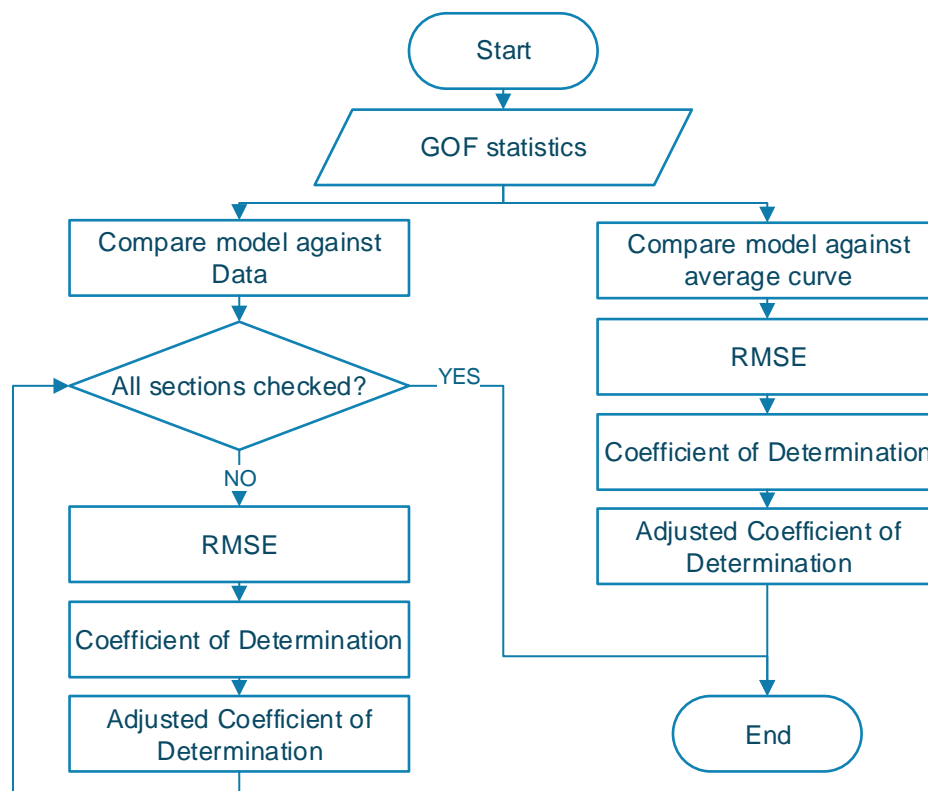 Start
GOF statistics
Compare model against
Data
All sections checked?
YES
NO
RMSE
Coefficient of Determination
Adjusted Coefficient of
Determination
Compare model against
average curve
RMSE
Coefficient of Determination
Adjusted Coefficient of
Determination
End